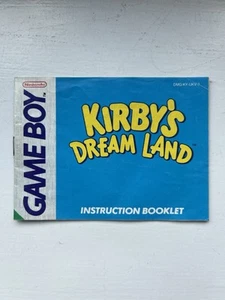 Nintendo
GAME BOY
KIRBY'S
DREAM LAND
INSTRUCTION BOOKLET